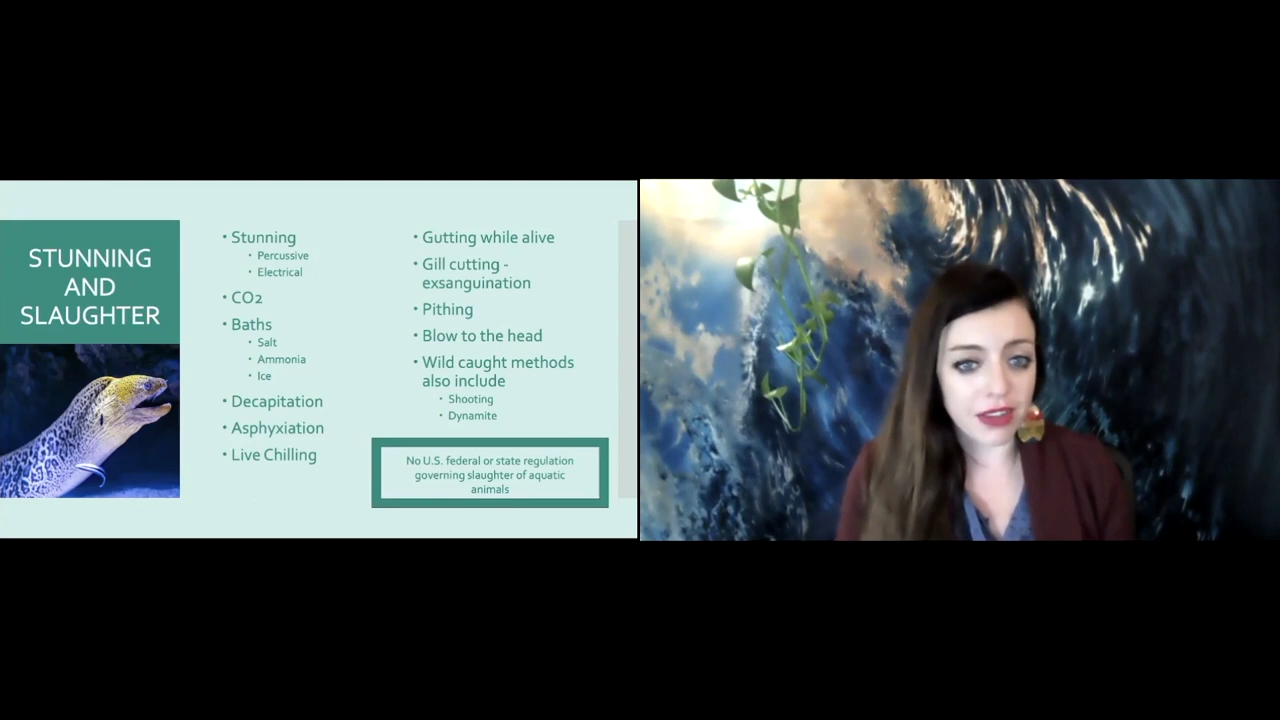 STUNNING
AND
SLAUGHTER
• Stunning
• Percussive
• Electrical
• CO2
• Baths
• Salt
• Ammonia
• Ice
• Decapitation
• Asphyxiation
• Live Chilling
• Gutting while alive
• Gill cutting -
exsanguination
• Pithing
• Blow to the head
• Wild caught methods
also include
• Shooting
• Dynamite
No U.S. federal or state regulation
governing slaughter of aquatic
animals